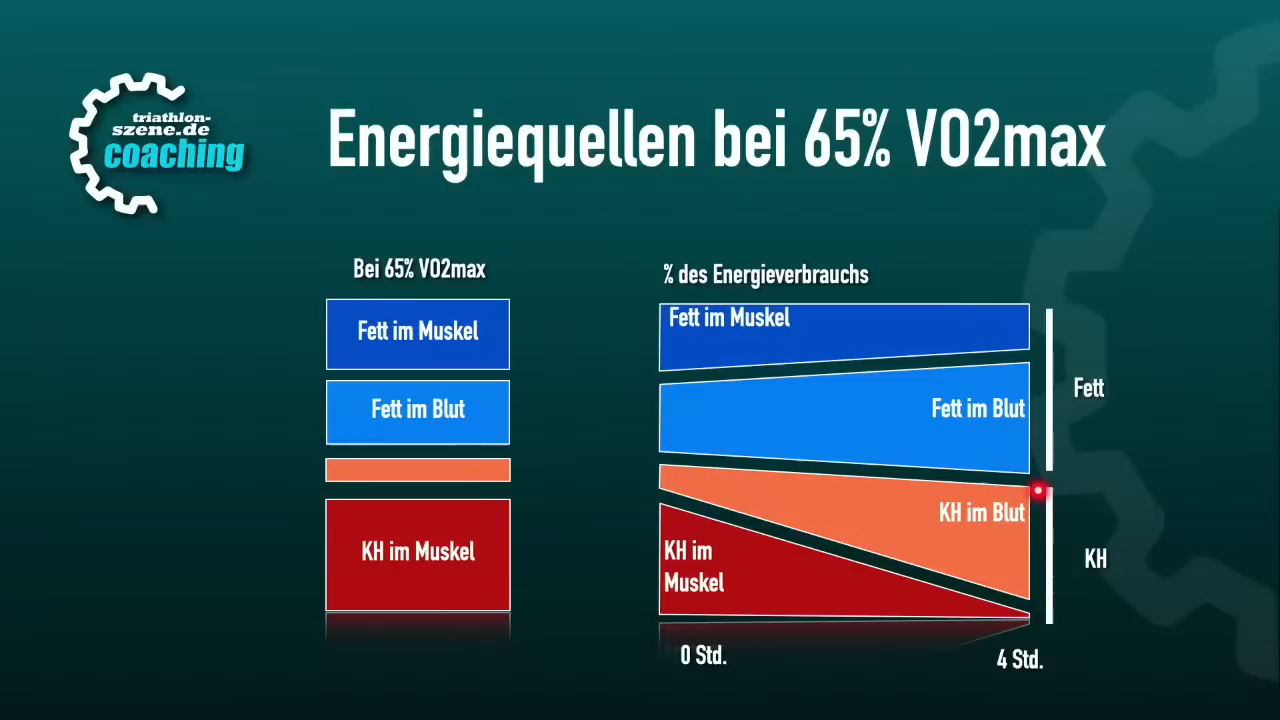 triathlon-
szene.de
coaching
Energiequellen bei 65% VO2max
Bei 65% VO2max
Fett im Muskel
Fett im Blut
KH im Muskel
% des Energieverbrauchs
Fett im Muskel
Fett im Blut
KH im Blut
KH im
Muskel
Fett
KH
0 Std.
4 Std.